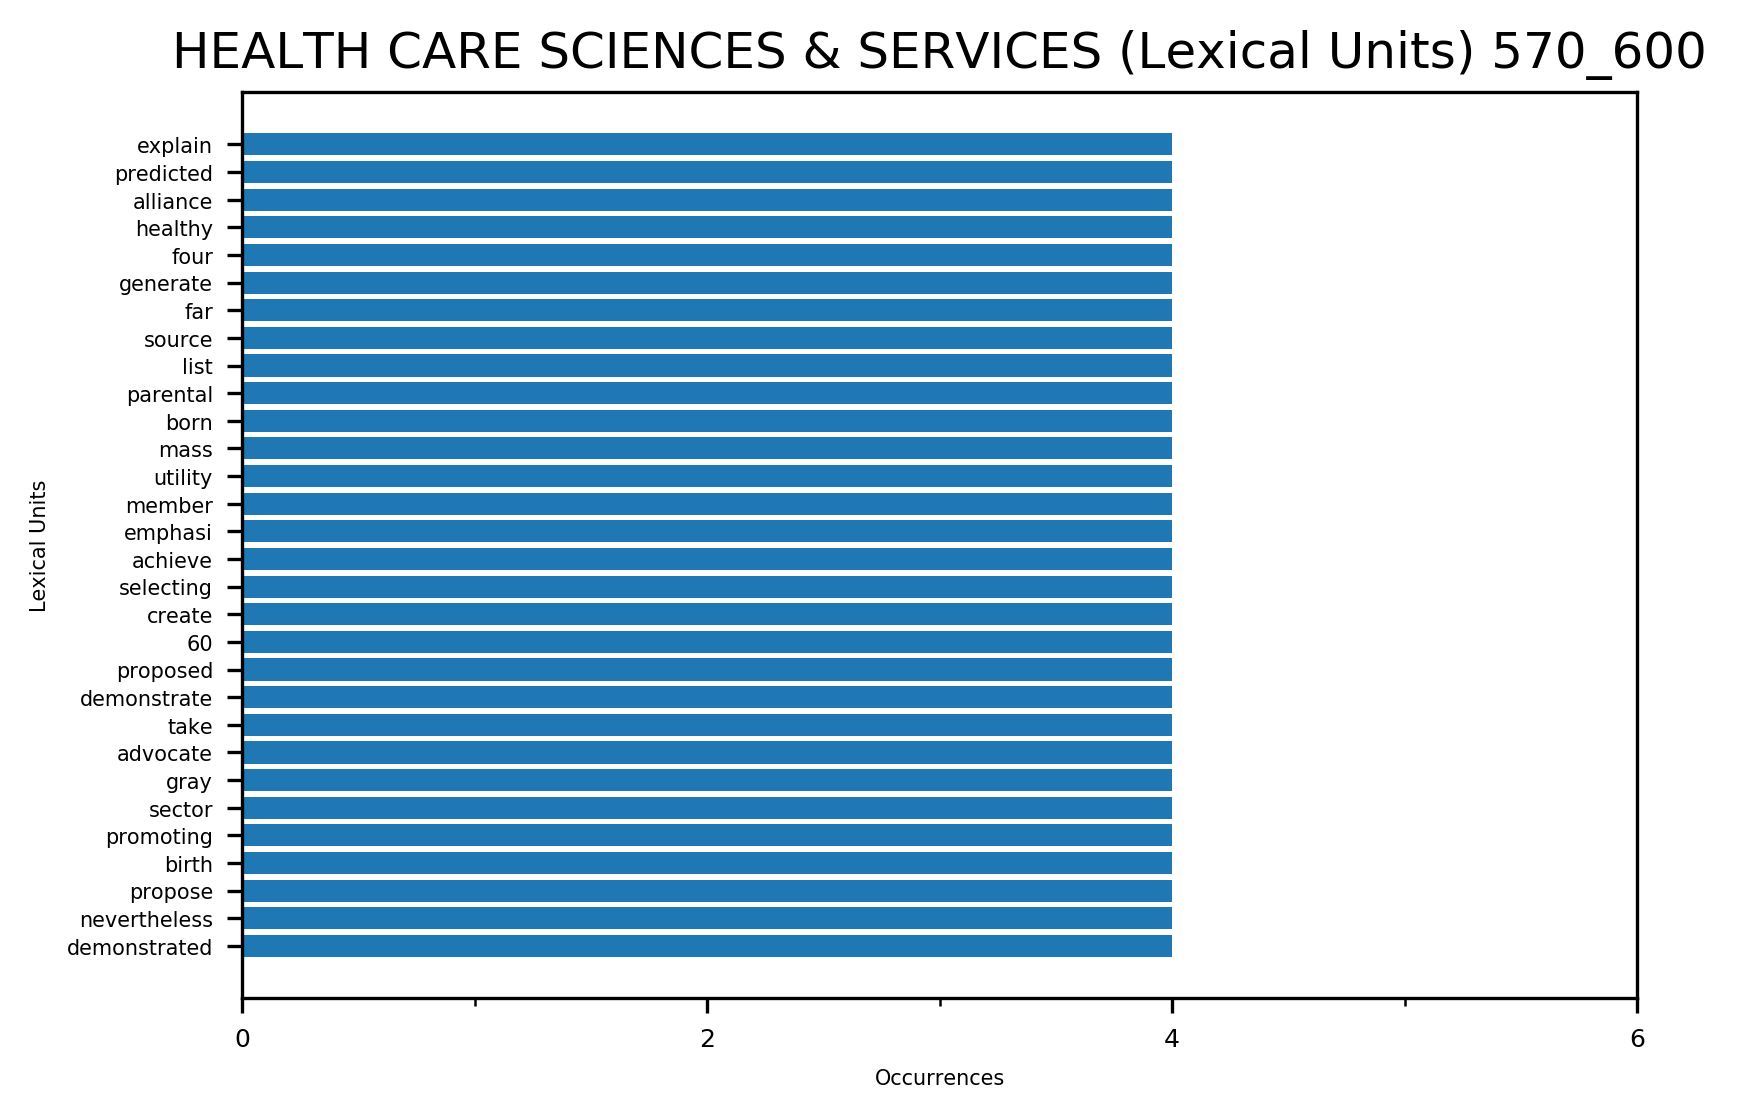 HEALTH CARE SCIENCES & SERVICES (Lexical Units) 570_600
Lexical Units
explain
predicted
alliance
healthy
four
generate
far
source
list
parental
born
mass
utility
member
emphasi
achieve
selecting
create
60
proposed
demonstrate
take
advocate
gray
sector
promoting
birth
propose
nevertheless
demonstrated
0 2 4 6
Occurrences